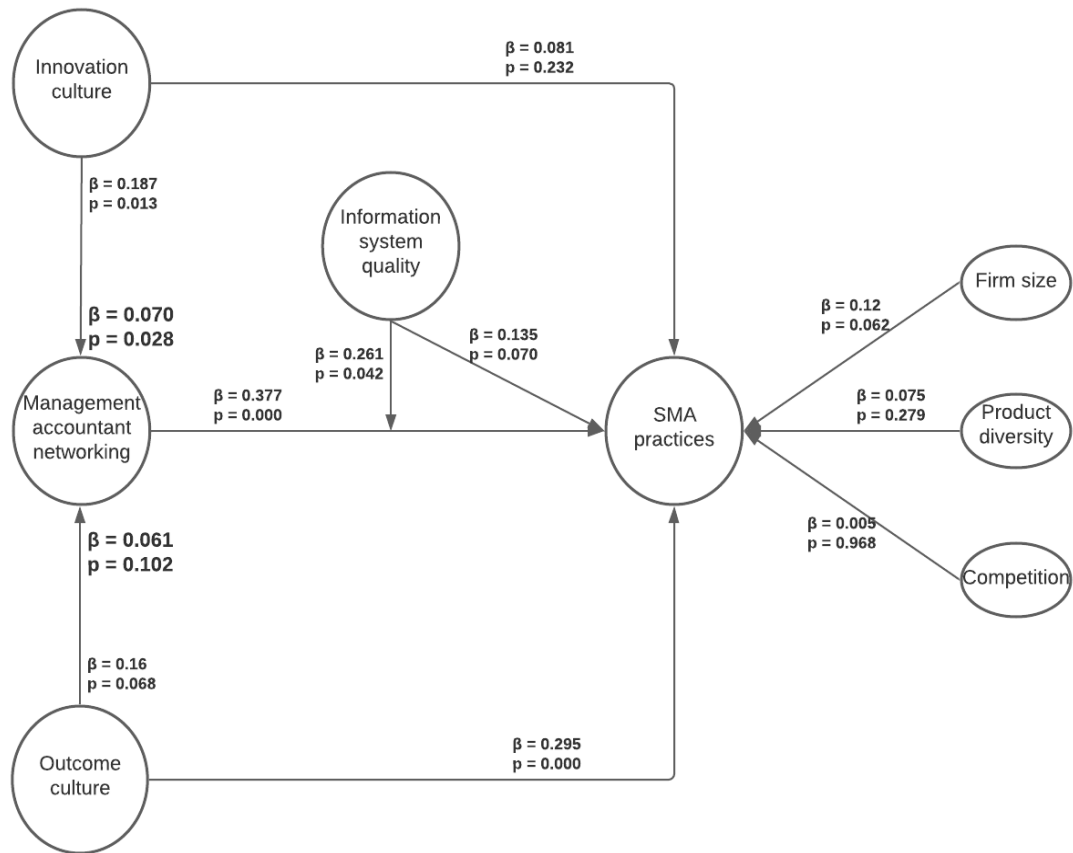 Innovation
culture
β = 0.081
p = 0.232
β = 0.187
p = 0.013
Information
system
quality
Firm size
β = 0.12
p = 0.062
β = 0.070
p = 0.028
β = 0.135
p = 0.070
β = 0.261
p = 0.042
β = 0.377
p = 0.000
Management
accountant
networking
SMA
practices
β = 0.075
p = 0.279
Product
diversity
β = 0.061
p = 0.102
β = 0.005
p = 0.968
Competition
β = 0.16
p = 0.068
β = 0.295
p = 0.000
Outcome
culture